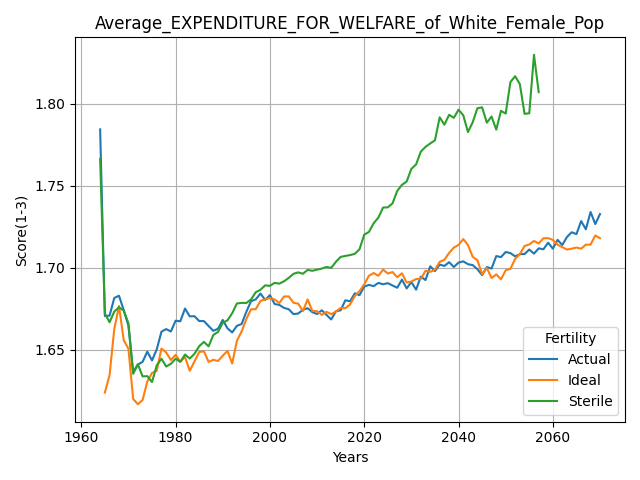 Average_EXPENDITURE_FOR_WELFARE_of_White_Female_Pop
Score(1-3)
1.80
1.75
1.70
1.65
1960
1980
2000
2020
2040
2060
Years
Fertility
Actual
Ideal
Sterile